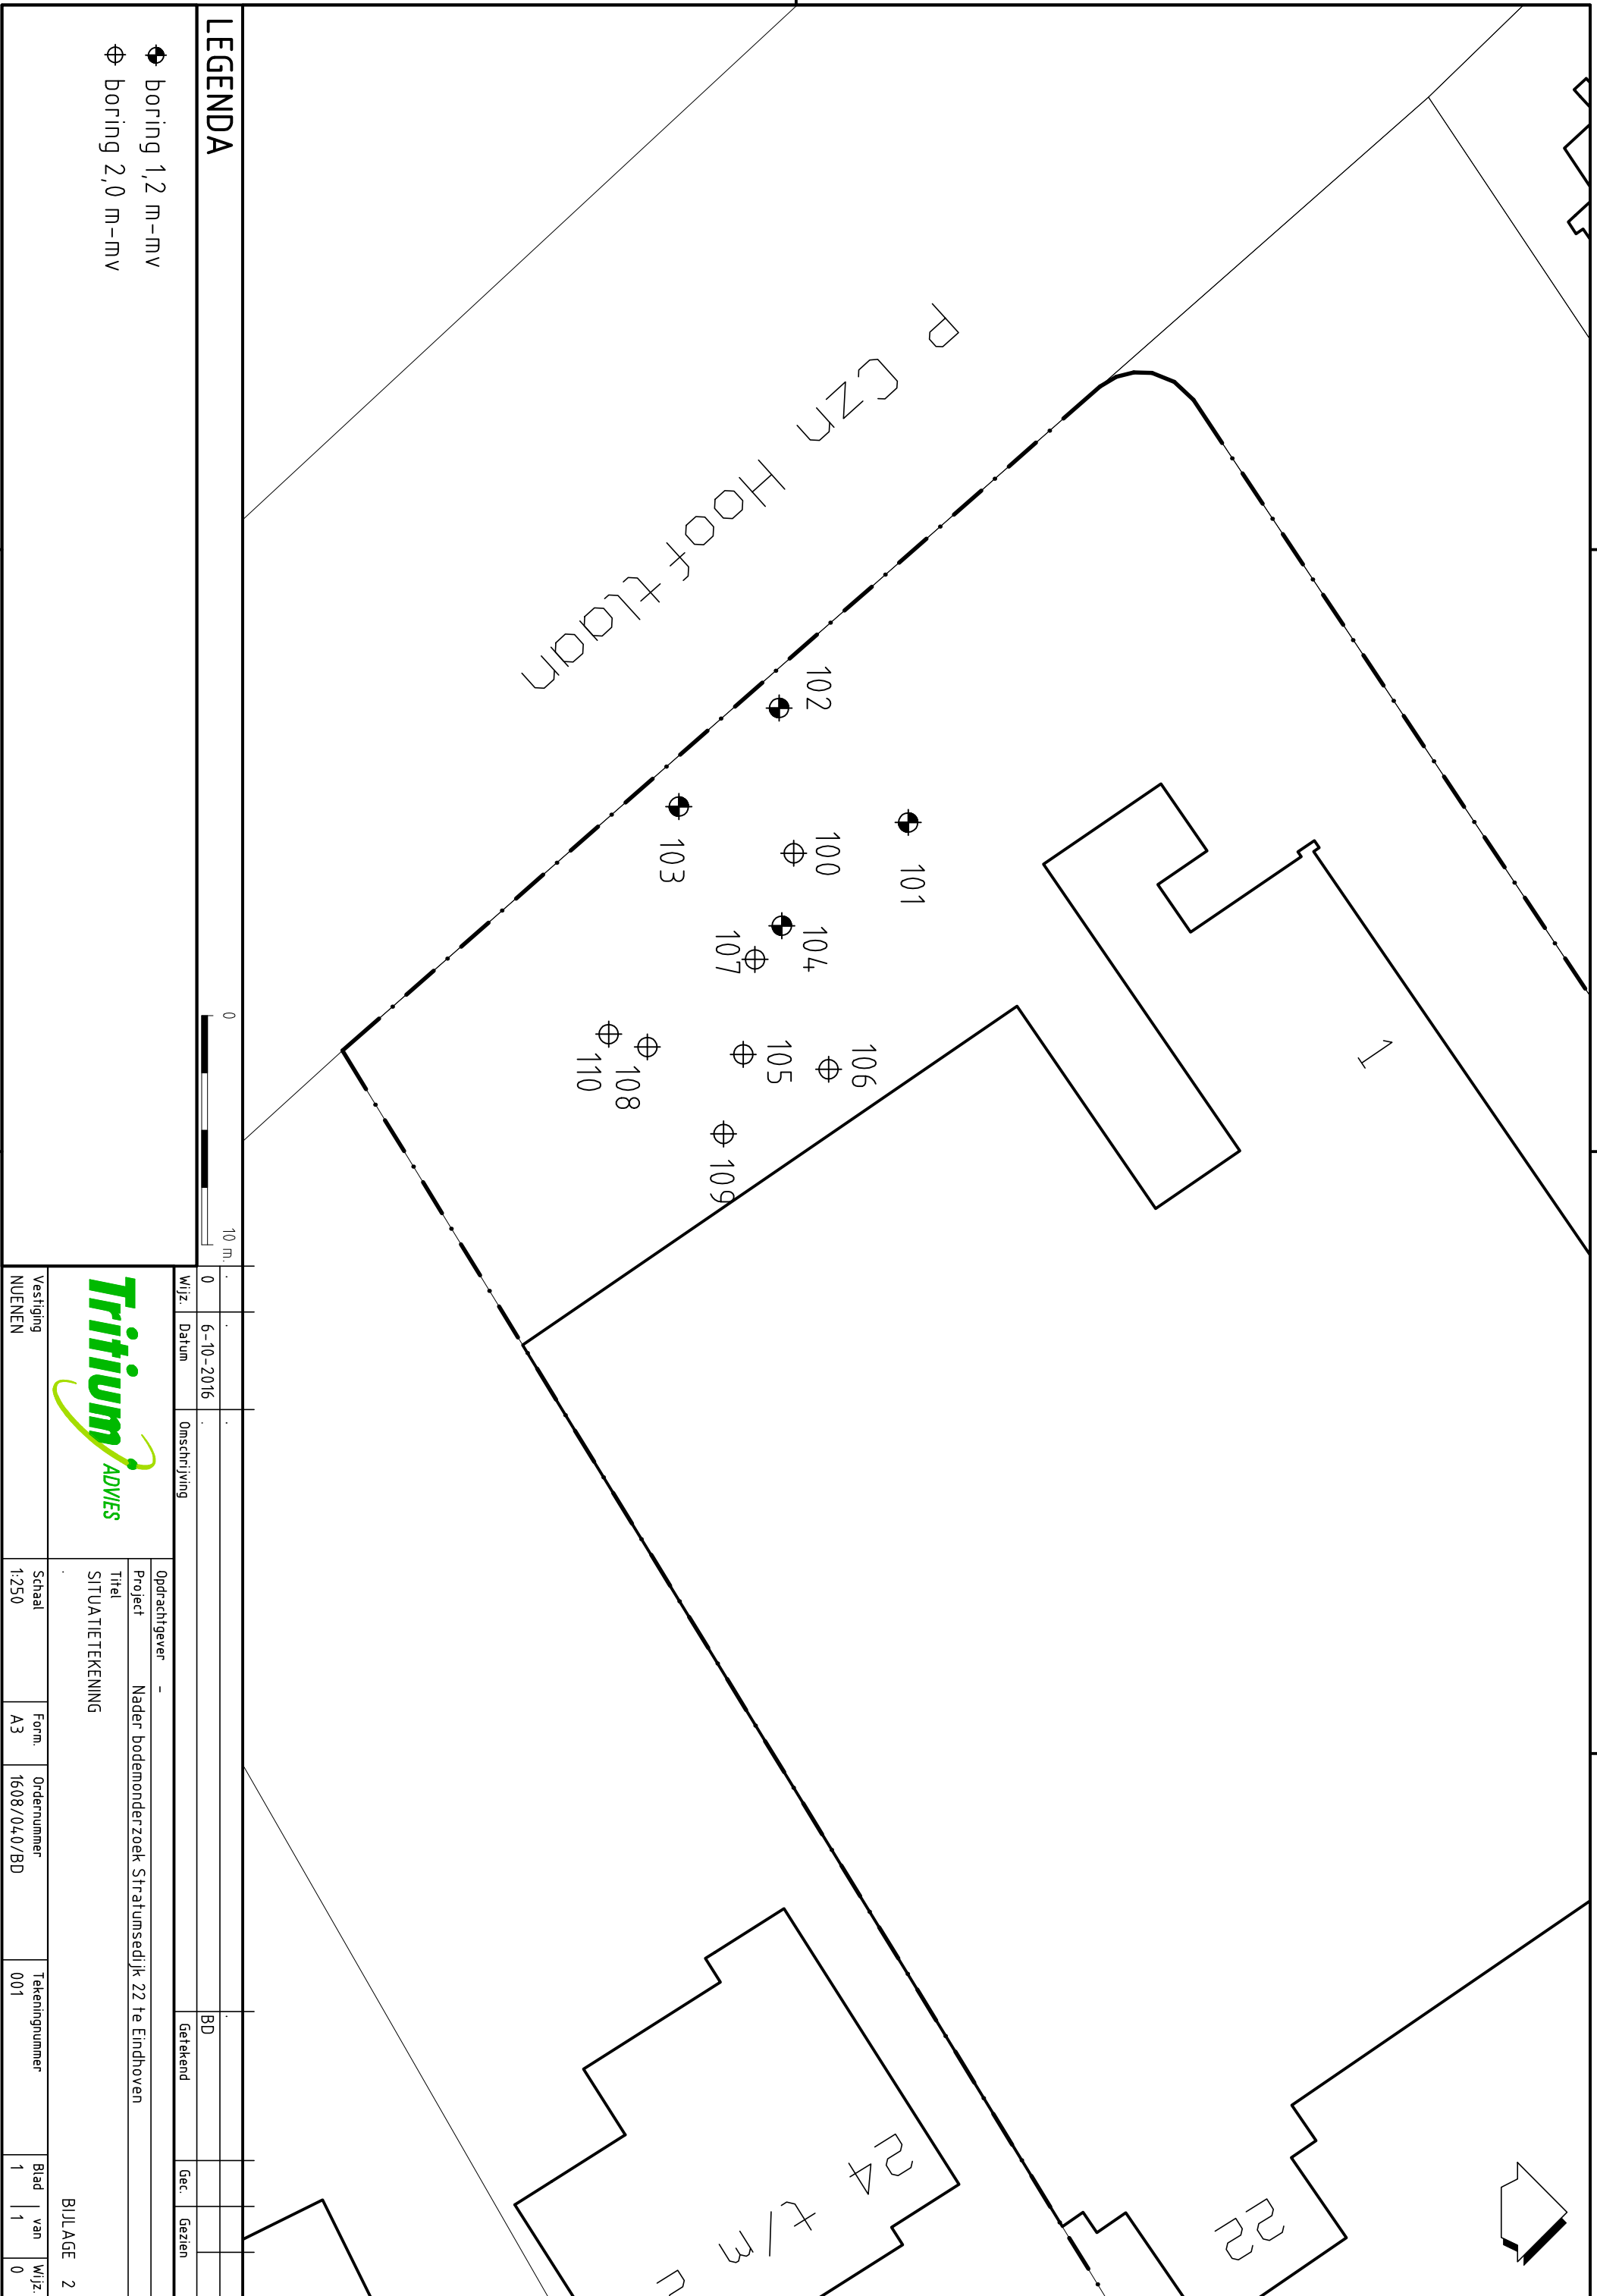 P Czn Hooftlaan
102
103
100
101
104
107
105
106
110
108
109
1
22
24 t/m
LEGENDA
boring 1,2 m-mv
boring 2,0 m-mv
0 10 m.
0 6-10-2016 BD
Wijz. Datum Omschrijving Getekend Gec. Gezien
Tritium ADVIES
Opdrachtgever -
Project Nader bodemonderzoek Stratumsedijk 22 te Eindhoven
Titel
SITUATIETEKENING
BIJLAGE 2
Vestiging Schaal Form. Ordernummer Tekeningnummer Blad van Wijz.
NUENEN 1:250 A3 1608/040/BD 001 1 1 0